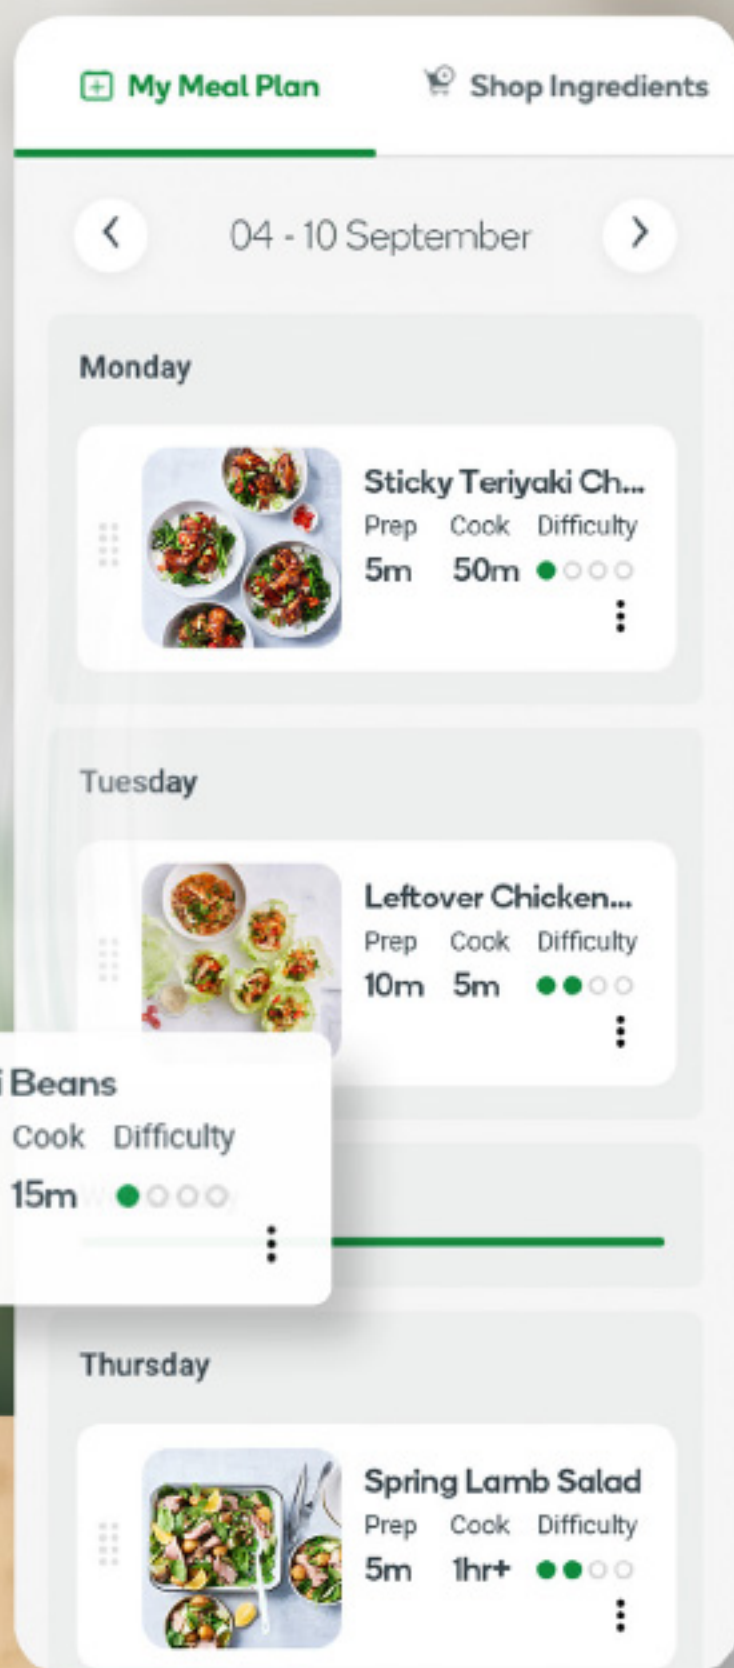 My Meal Plan Shop Ingredients
04 - 10 September
Monday
Sticky Teriyaki Ch...
Prep Cook Difficulty
5m 50m
Tuesday
Leftover Chicken...
Prep Cook Difficulty
10m 5m
i Beans
Cook Difficulty
15m
Thursday
Spring Lamb Salad
Prep Cook Difficulty
5m 1hr+